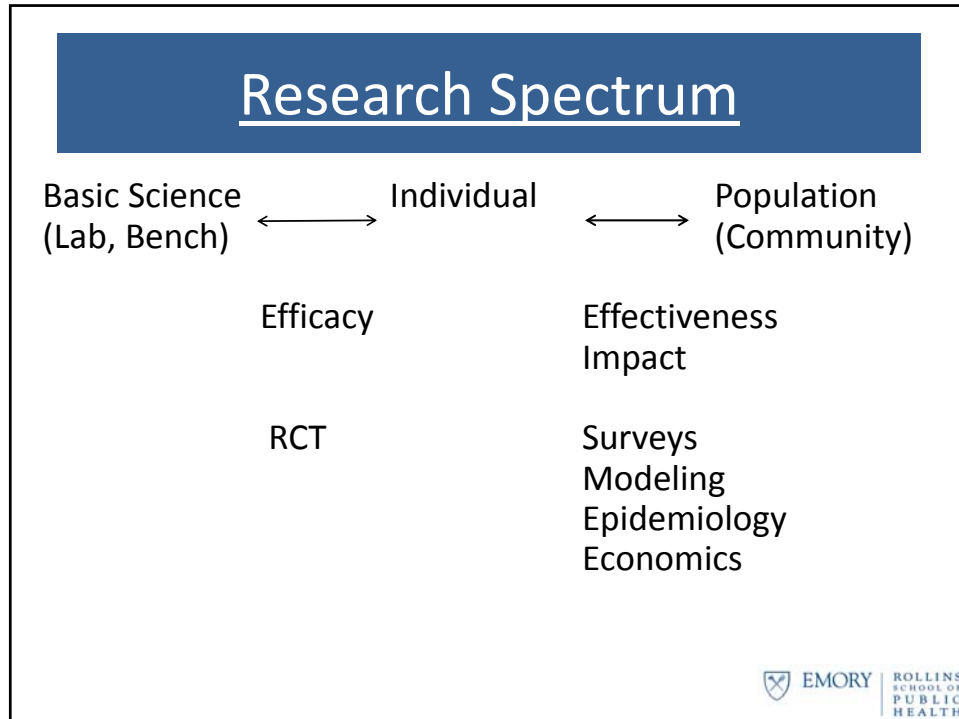 Research Spectrum
Basic Science
(Lab, Bench)
Individual
Population
(Community)
Efficacy
Effectiveness
Impact
RCT
Surveys
Modeling
Epidemiology
Economics
EMORY
ROLLINS
SCHOOL OF
PUBLIC
HEALTH